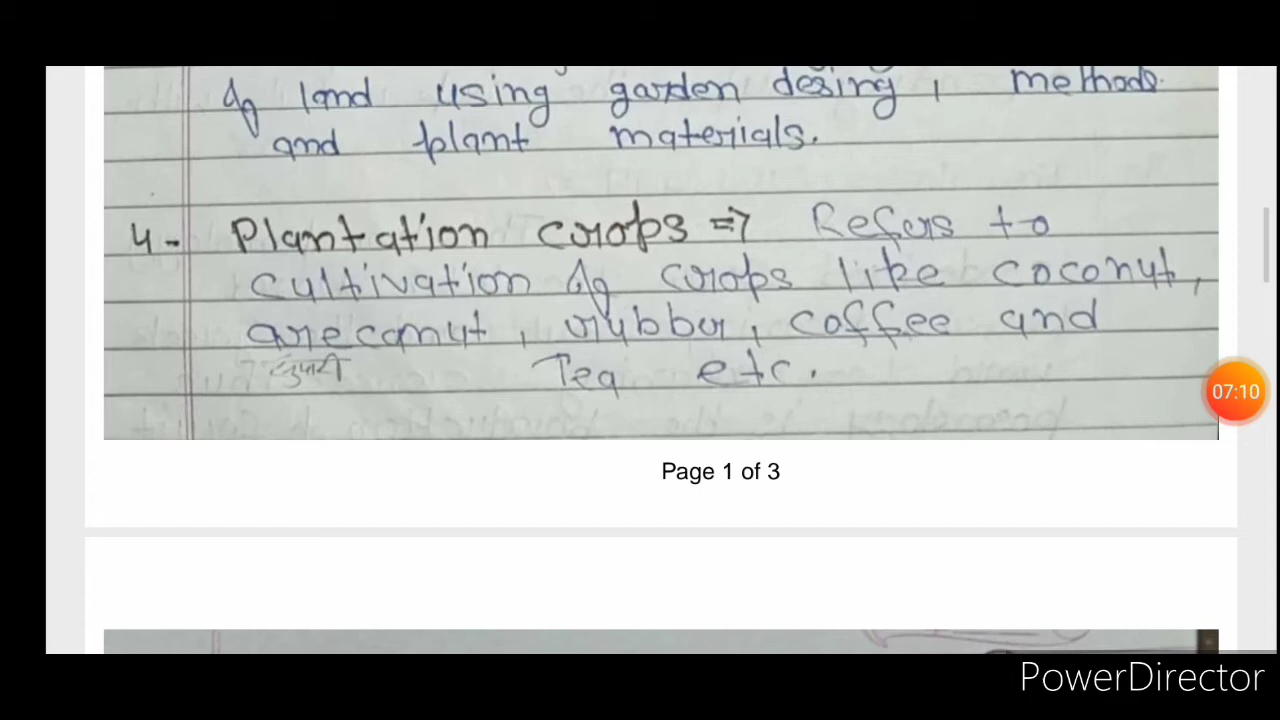 of land using garden desing, methods
and plant materials.
4- Plantation crops ⇒ Refers to
cultivation of crops like coconut,
arecanut, rubber, coffee and
Tea etc.
07:10
Page 1 of 3
PowerDirector